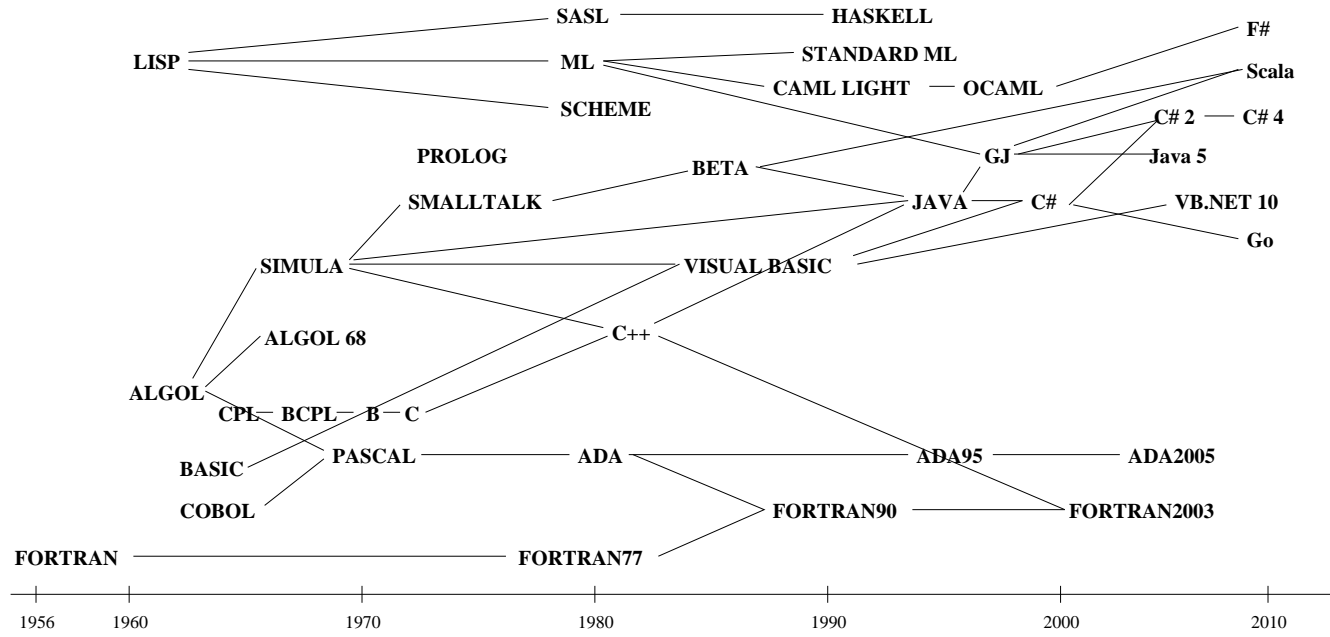 SASL HASKELL
F#
LISP ML STANDARD ML
Scala
CAML LIGHT OCAML
SCHEME C# 2 C# 4
PROLOG GJ Java 5
BETA
SMALLTALK JAVA C# VB.NET 10
Go
SIMULA VISUAL BASIC
ALGOL 68 C++
ALGOL
CPL BCPL B C
BASIC PASCAL ADA ADA95 ADA2005
COBOL FORTRAN90 FORTRAN2003
FORTRAN FORTRAN77
1956 1960 1970 1980 1990 2000 2010